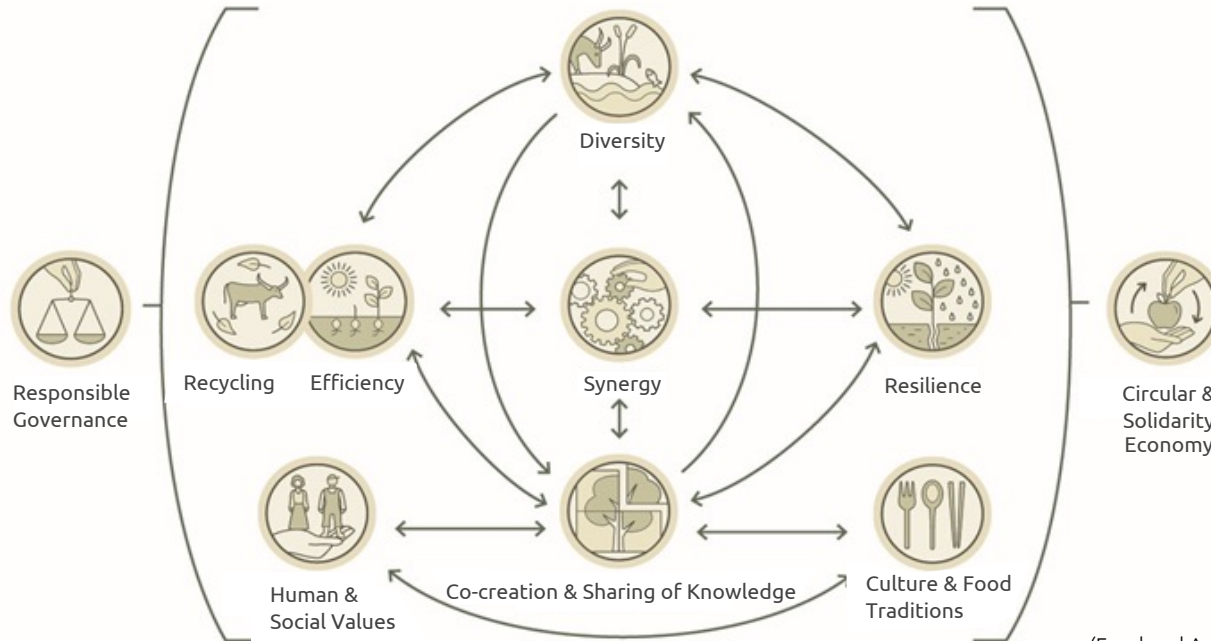 Diversity
Responsible
Governance
Recycling
Efficiency
Synergy
Resilience
Circular &
Solidarity
Economy
Human &
Social Values
Co-creation & Sharing of Knowledge
Culture & Food
Traditions